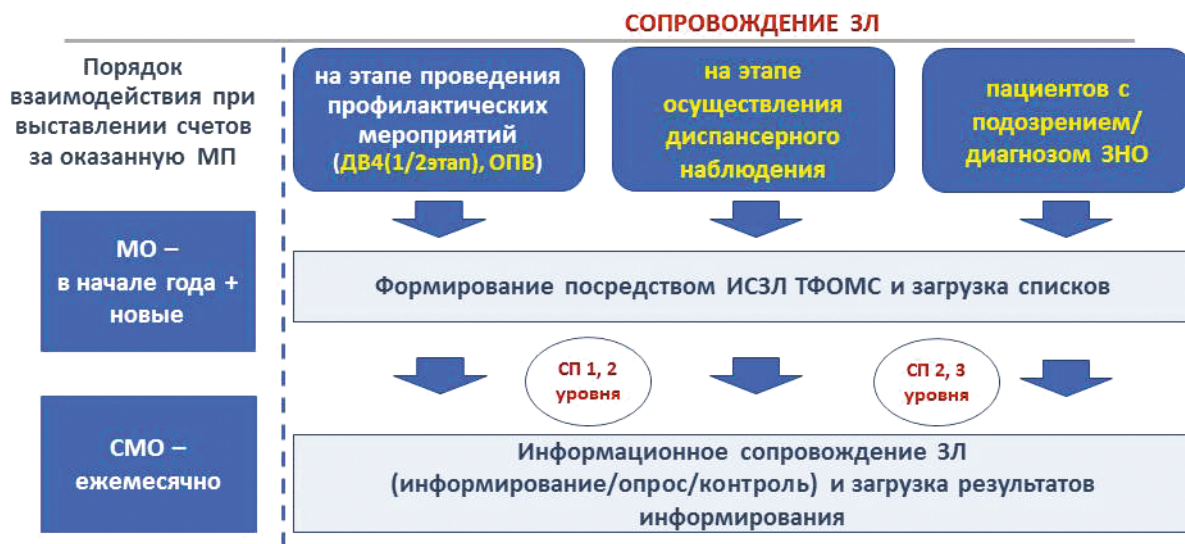 СОПРОВОЖДЕНИЕ ЗЛ
Порядок
взаимодействия при
выставлении счетов
за оказанную МП
на этапе проведения
профилактических
мероприятий
(ДВ4(1/2этап), ОПВ)
на этапе
осуществления
диспансерного
наблюдения
пациентов с
подозрением/
диагнозом ЗНО
МО –
в начале года +
новые
Формирование посредством ИСЗЛ ТФОМС и загрузка списков
СП 1, 2
уровня
СП 2, 3
уровня
СМО –
ежемесячно
Информационное сопровождение ЗЛ
(информирование/опрос/контроль) и загрузка результатов
информирования